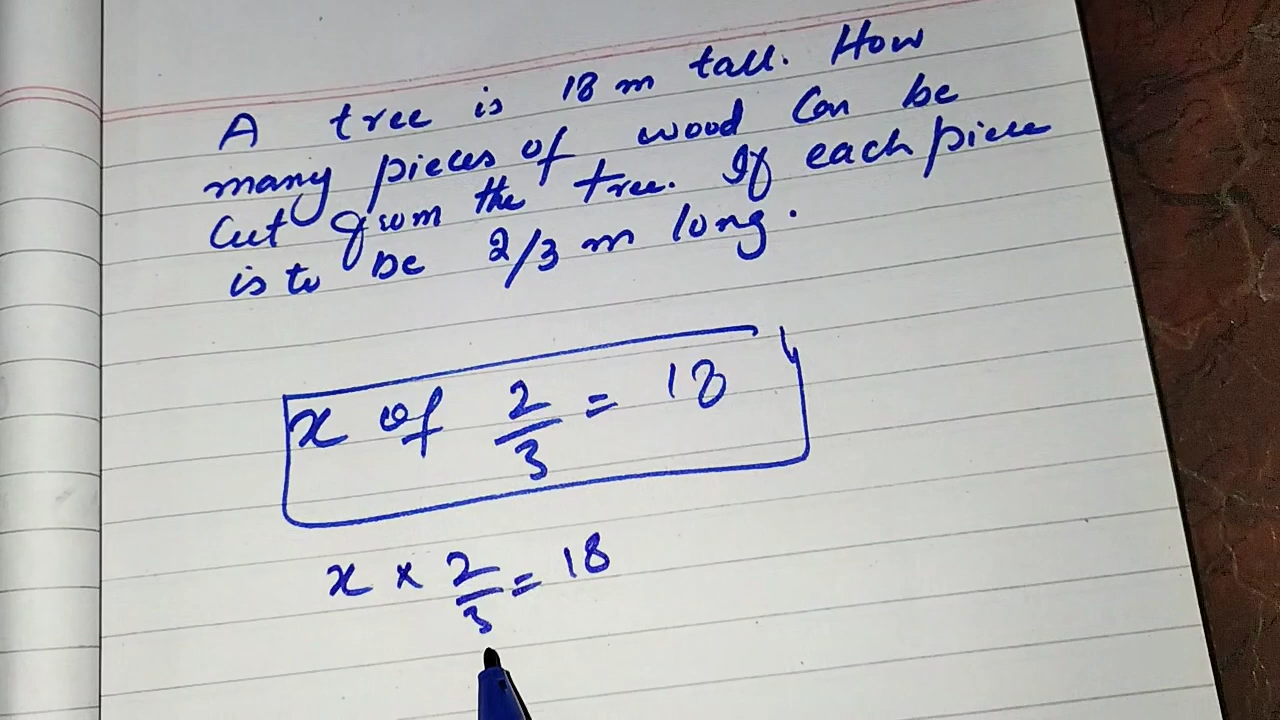 A tree is 18 m tall. How
many pieces of wood can be
cut from the tree. If each piece
is to be 2/3 m long.
x of 2/3 = 18
x × 2/3 = 18